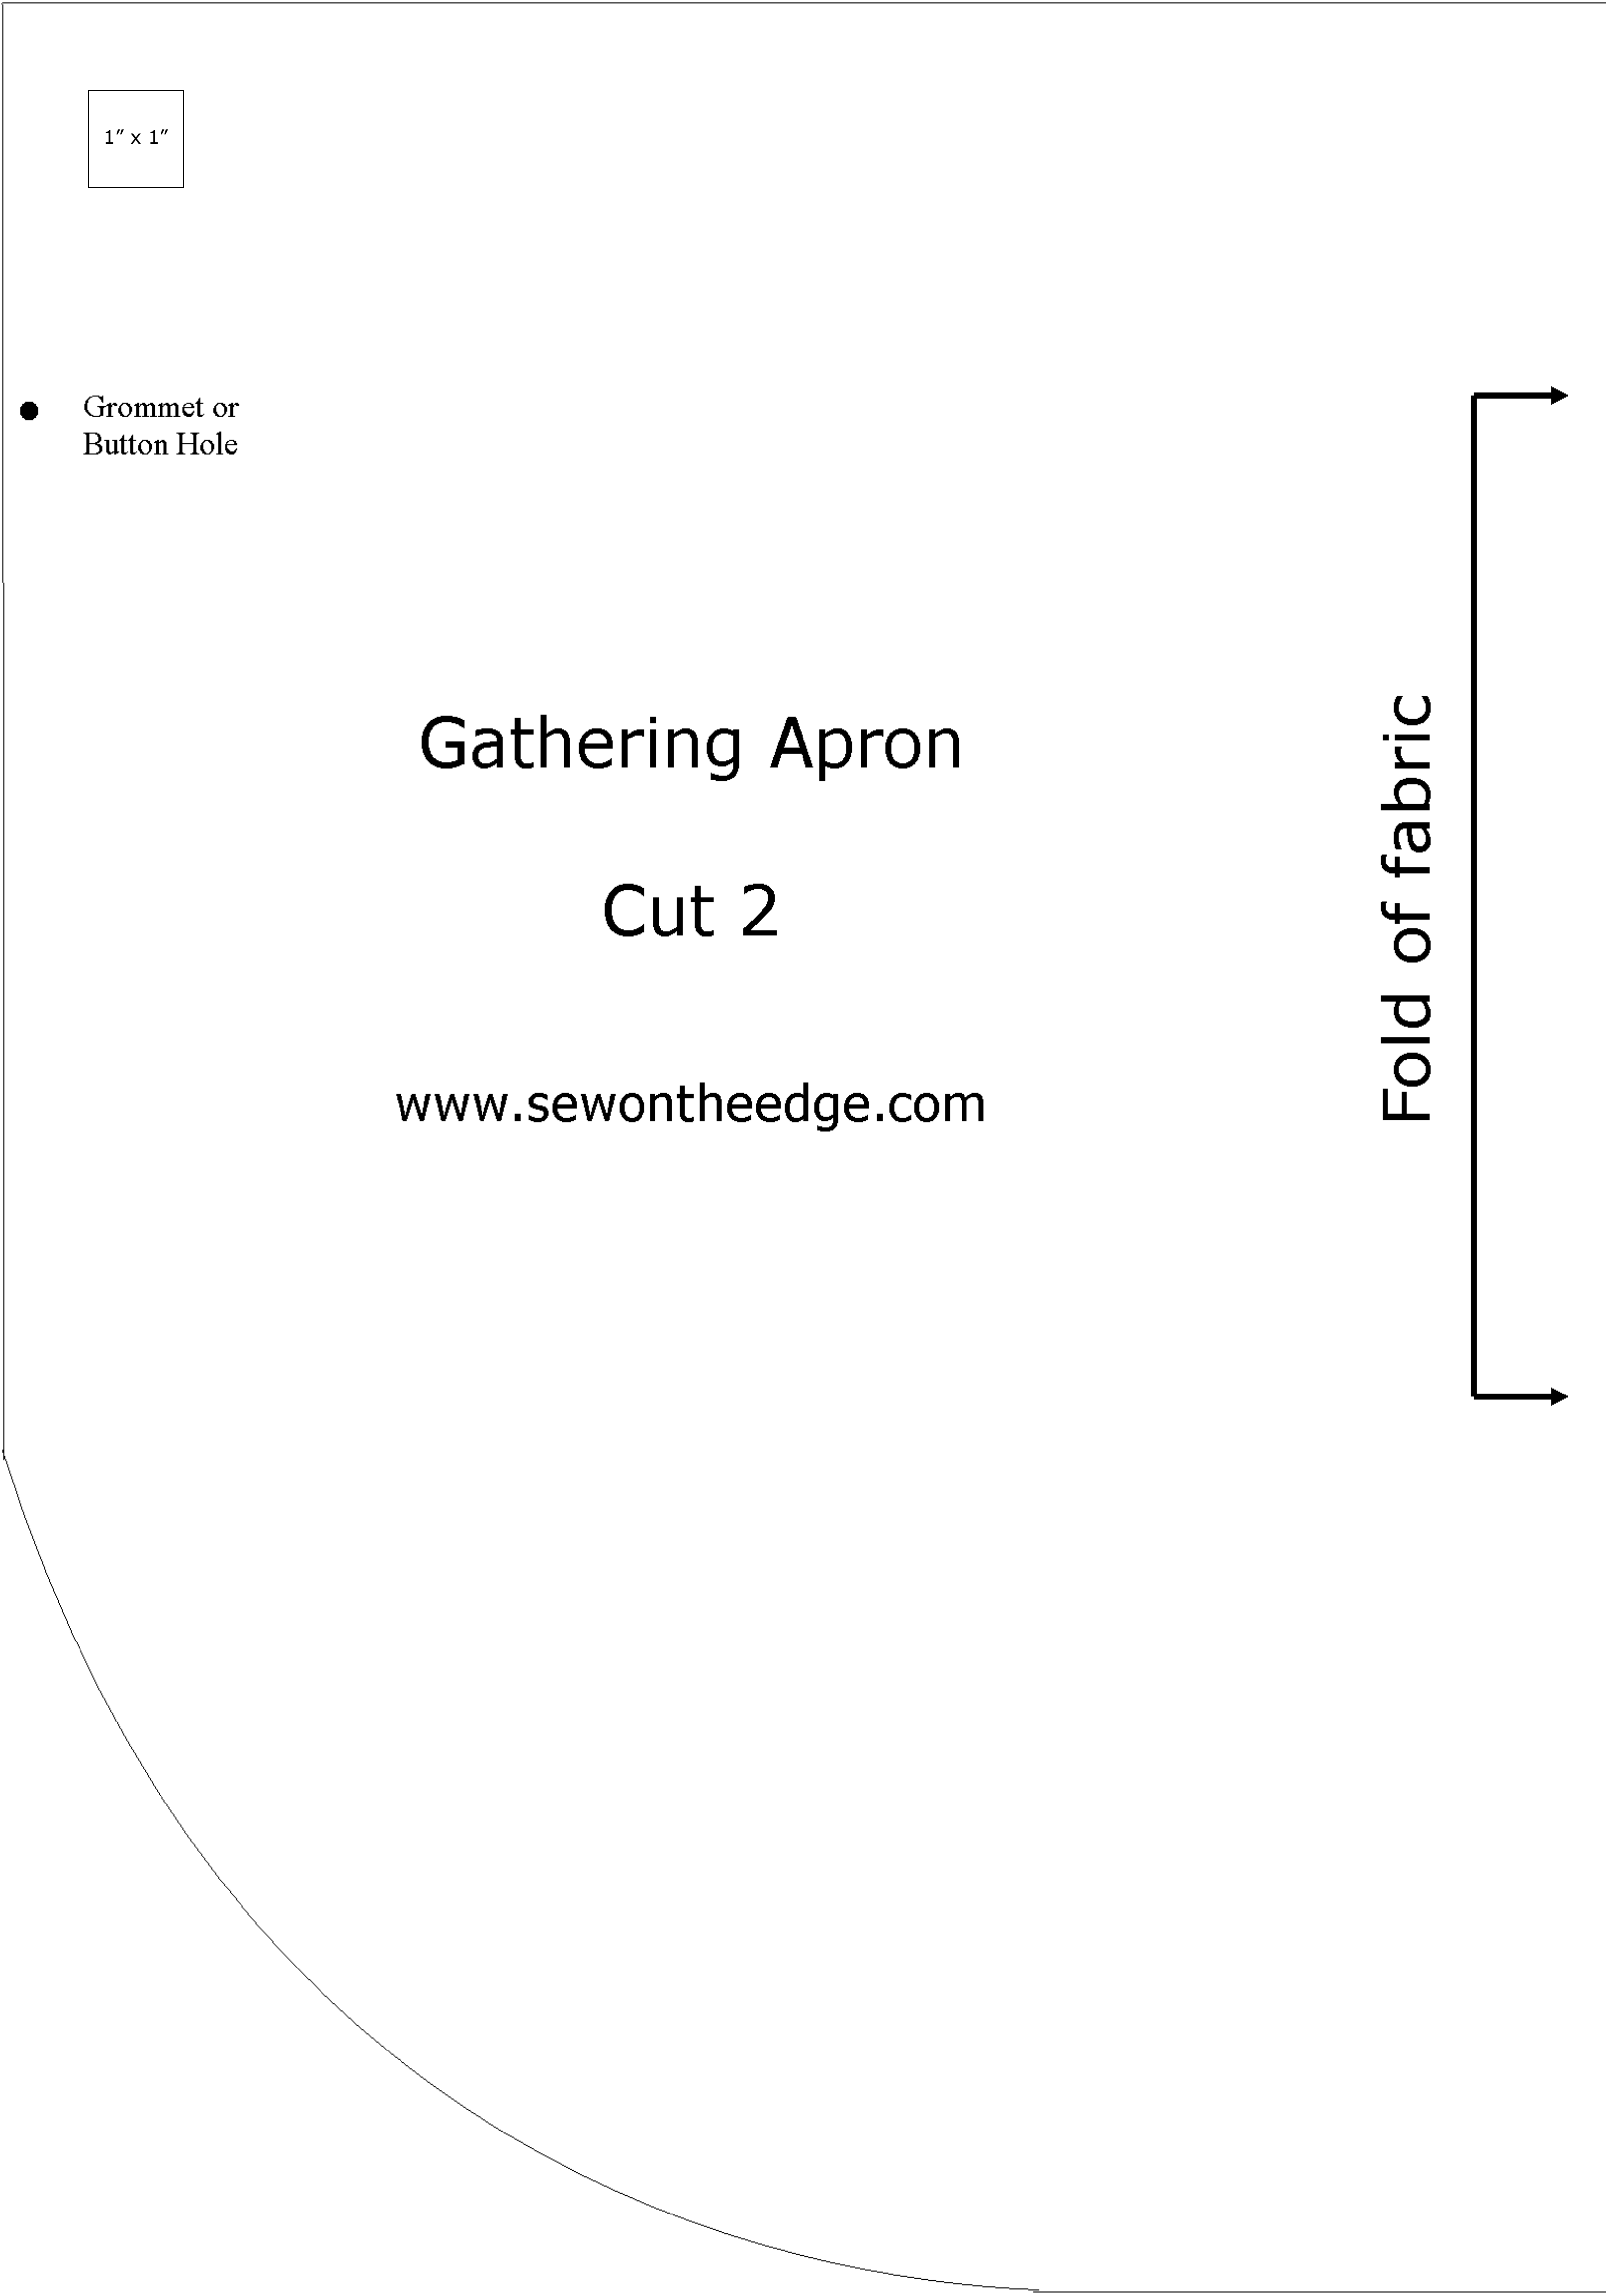 1” x 1”
Grommet or
Button Hole
Gathering Apron
Cut 2
www.sewontheedge.com
Fold of fabric